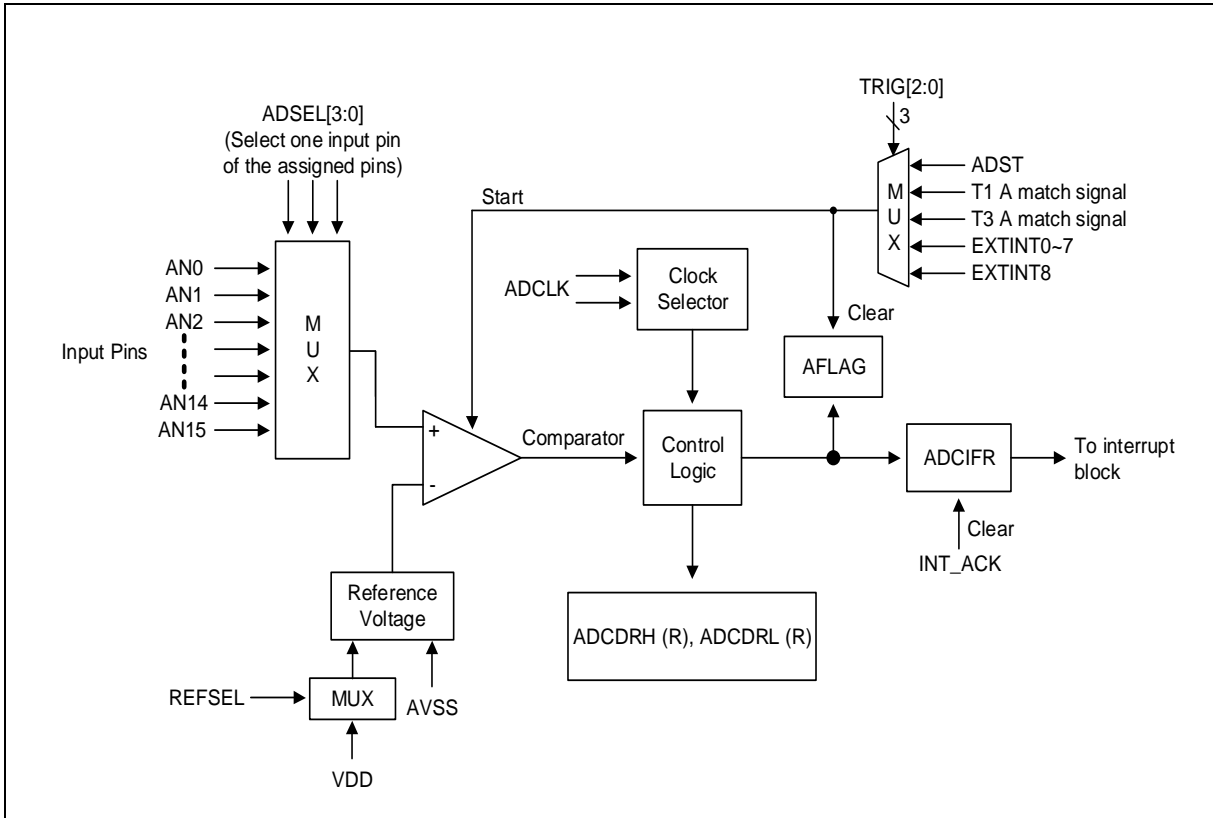 TRIG[2:0]
3
ADSEL[3:0]
(Select one input pin
of the assigned pins)
M
U
X
ADST
T1 A match signal
T3 A match signal
EXTINT0~7
EXTINT8
Start
AN0
AN1
AN2
Input Pins
AN14
AN15
M
U
X
ADCLK
Clock
Selector
Clear
AFLAG
+
-
Comparator
Control
Logic
ADCIFR
To interrupt
block
Clear
INT_ACK
Reference
Voltage
ADCDRH (R), ADCDRL (R)
REFSEL
MUX
AVSS
VDD